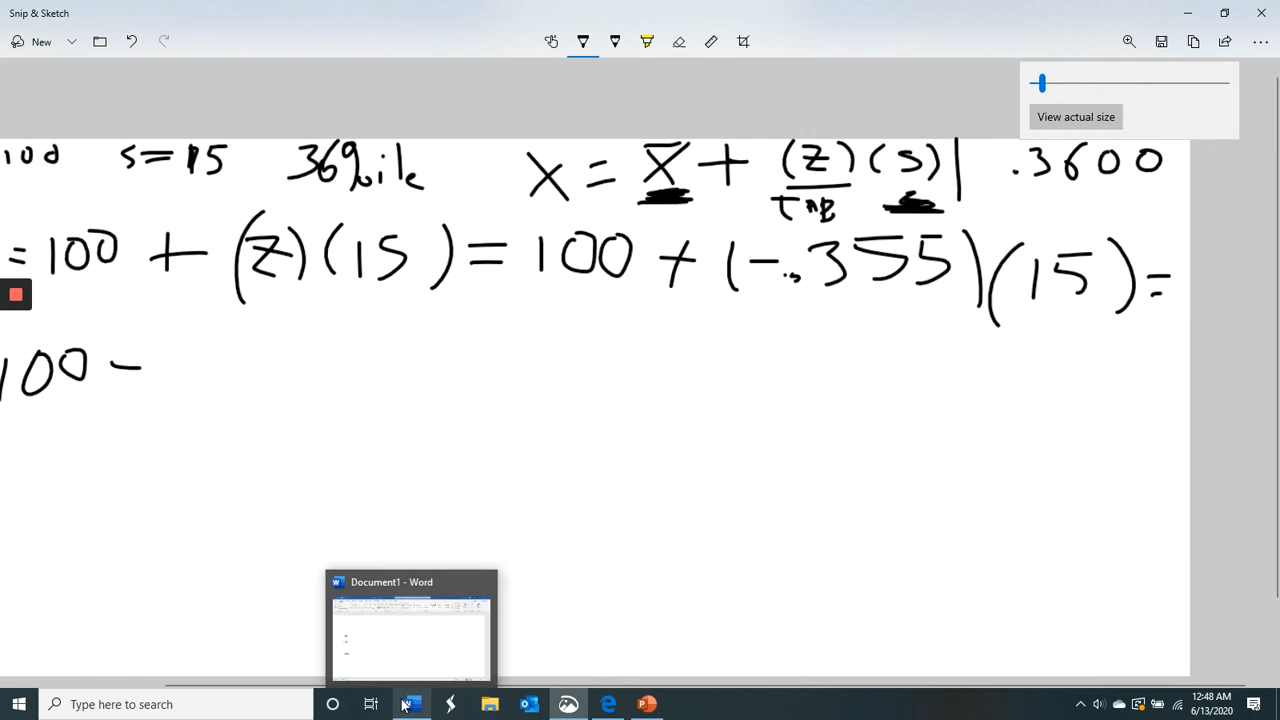 Snip & Sketch
New
View actual size
s=15 36%ile x = x̄ + (z)(s) | .3600
= 100 + (z)(15) = 100 + (-.355)(15) =
100 -
Document1 - Word
Type here to search
12:48 AM
6/13/2020